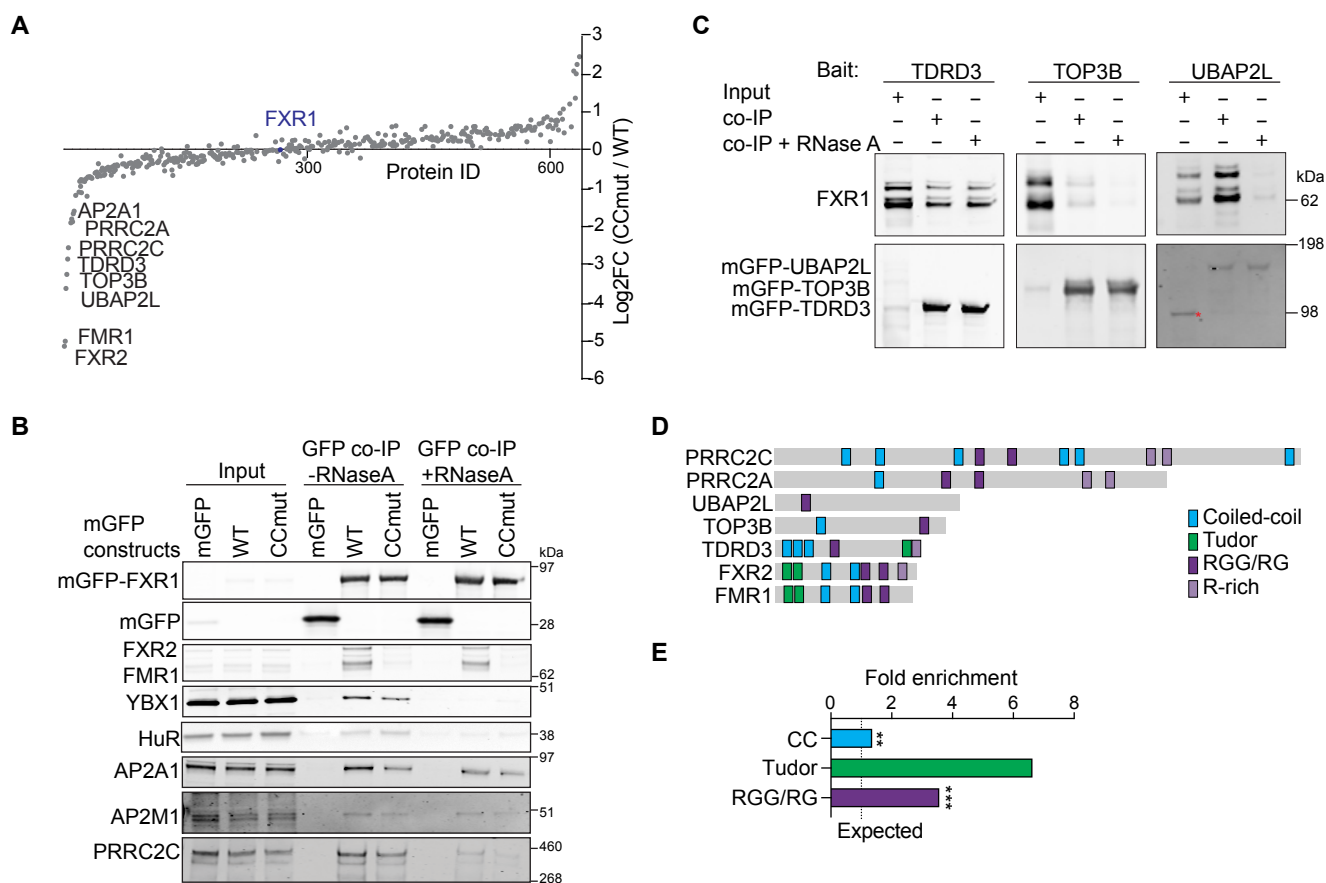 A
3
2
1
0
-1
-2
-3
-4
-5
-6
Log2FC (CCmut / WT)
FXR1
300
600
Protein ID
AP2A1
PRRC2A
PRRC2C
TDRD3
TOP3B
UBAP2L
FMR1
FXR2
B
GFP co-IP GFP co-IP
Input -RNaseA +RNaseA
mGFP constructs
mGFP WT CCmut mGFP WT CCmut mGFP WT CCmut
kDa
mGFP-FXR1 97
mGFP 28
FXR2
FMR1 62
YBX1 51
HuR 38
AP2A1 97
AP2M1 51
PRRC2C 460
268
C
Bait: TDRD3 TOP3B UBAP2L
Input + – – + – – + – –
co-IP – + – – + – – + –
co-IP + RNase A – – + – – + – – +
kDa
FXR1 62
198
mGFP-UBAP2L
mGFP-TOP3B
mGFP-TDRD3 98
*
D
PRRC2C
PRRC2A
UBAP2L
TOP3B
TDRD3
FXR2
FMR1
Coiled-coil
Tudor
RGG/RG
R-rich
E
Fold enrichment
0 2 4 6 8
CC **
Tudor
RGG/RG ***
Expected